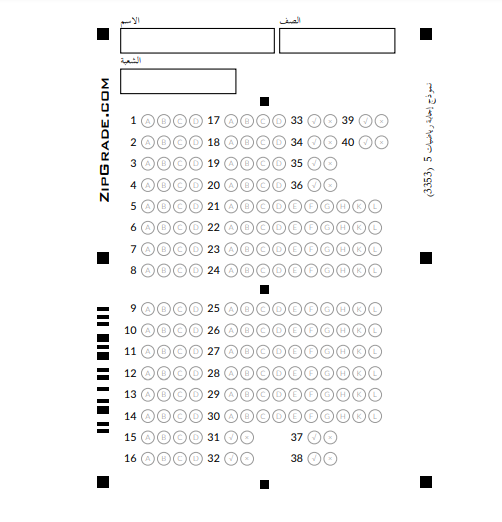 الاسم الصف
الشعبة
ZIPGRADE.COM
نموذج إجابة رياضيات 5 (3353)
1 A B C D 17 A B C D 33 √ × 39 √ ×
2 A B C D 18 A B C D 34 √ × 40 √ ×
3 A B C D 19 A B C D 35 √ ×
4 A B C D 20 A B C D 36 √ ×
5 A B C D 21 A B C D E F G H K L
6 A B C D 22 A B C D E F G H K L
7 A B C D 23 A B C D E F G H K L
8 A B C D 24 A B C D E F G H K L
9 A B C D 25 A B C D E F G H K L
10 A B C D 26 A B C D E F G H K L
11 A B C D 27 A B C D E F G H K L
12 A B C D 28 A B C D E F G H K L
13 A B C D 29 A B C D E F G H K L
14 A B C D 30 A B C D E F G H K L
15 A B C D 31 √ × 37 √ ×
16 A B C D 32 √ × 38 √ ×